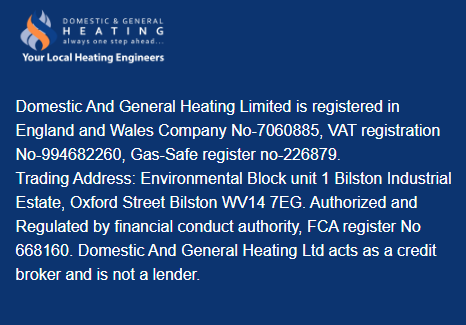 DOMESTIC & GENERAL
HEATING
always one step ahead...
Your Local Heating Engineers
Domestic And General Heating Limited is registered in
England and Wales Company No-7060885, VAT registration
No-994682260, Gas-Safe register no-226879.
Trading Address: Environmental Block unit 1 Bilston Industrial
Estate, Oxford Street Bilston WV14 7EG. Authorized and
Regulated by financial conduct authority, FCA register No
668160. Domestic And General Heating Ltd acts as a credit
broker and is not a lender.